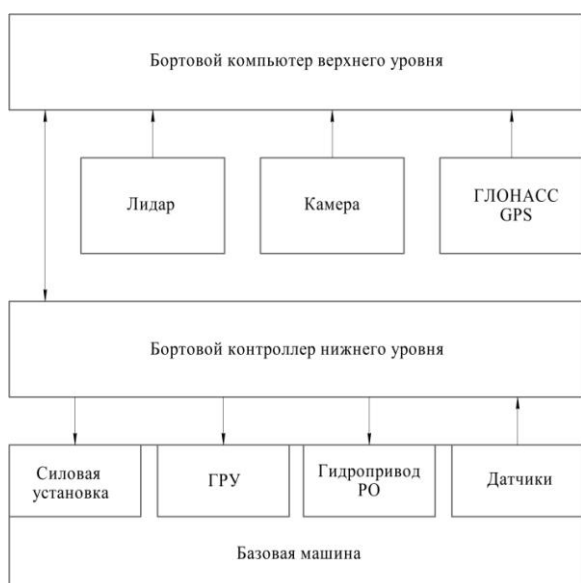 Бортовой компьютер верхнего уровня
Лидар
Камера
ГЛОНАСС
GPS
Бортовой контроллер нижнего уровня
Силовая
установка
ГРУ
Гидропривод
РО
Датчики
Базовая машина